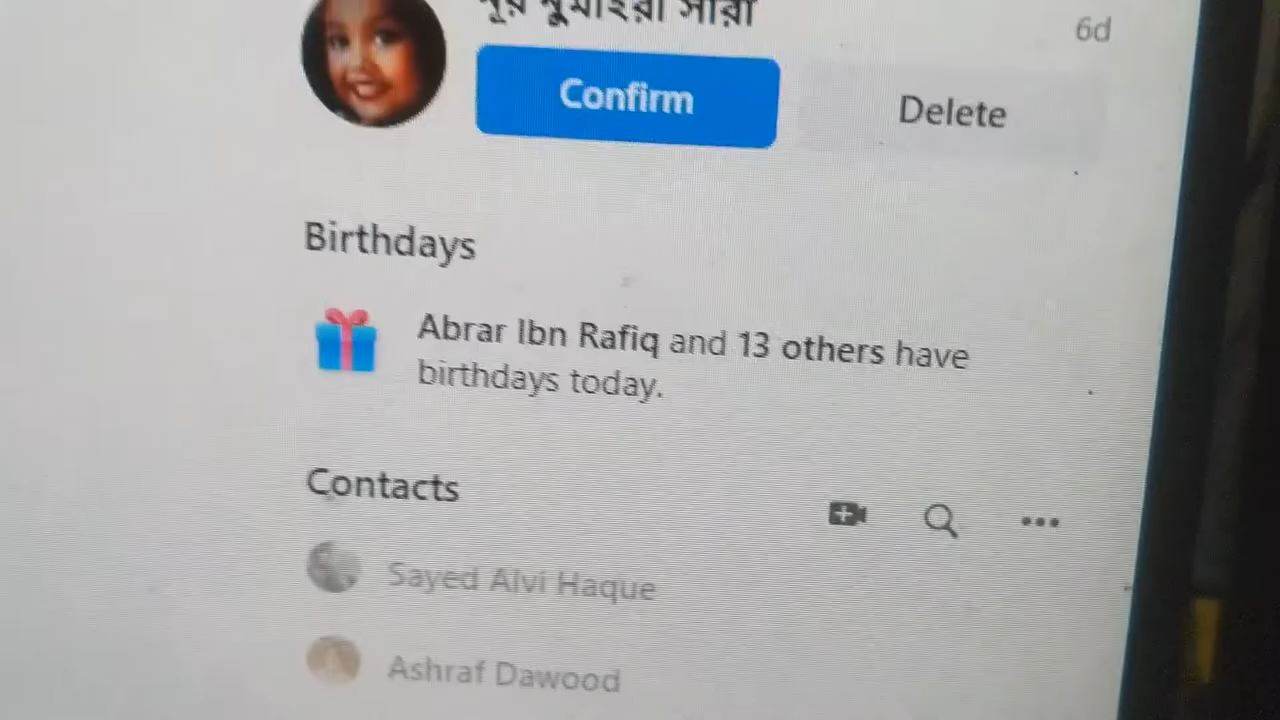 নুর নুমাইরা সারা
6d
Confirm
Delete
Birthdays
Abrar Ibn Rafiq and 13 others have
birthdays today.
Contacts
Sayed Alvi Haque
Ashraf Dawood